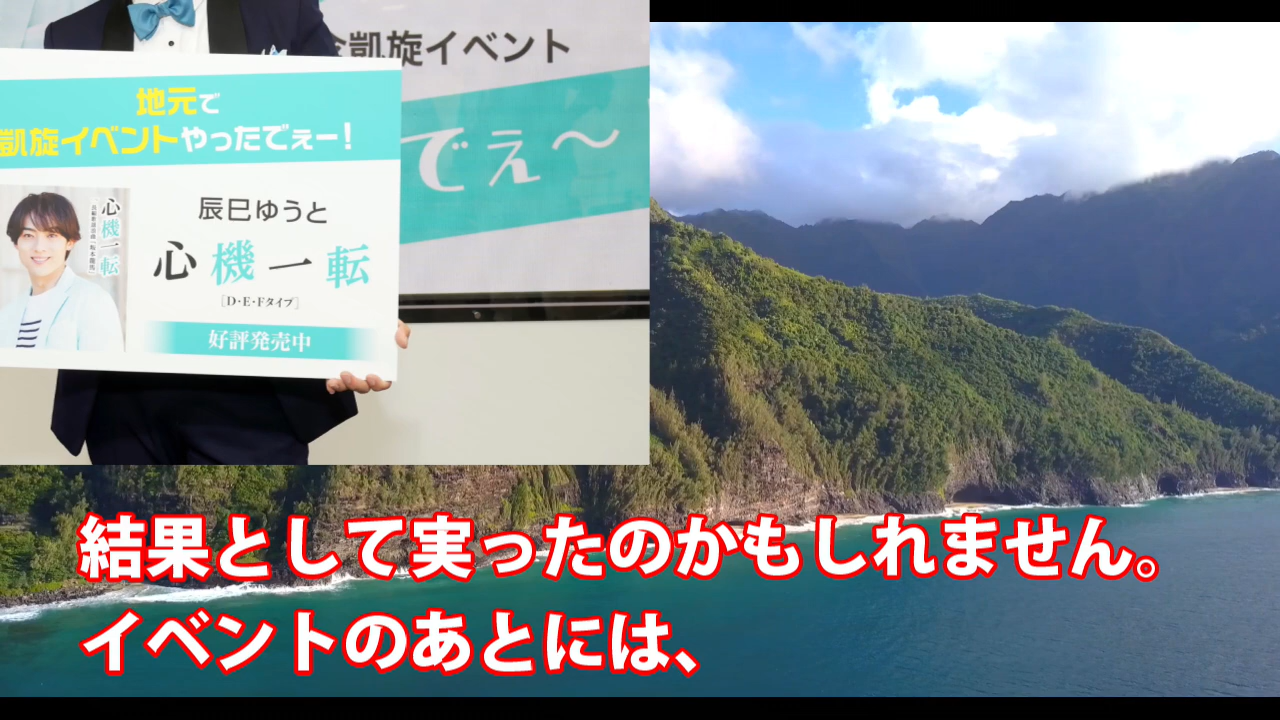 凱旋イベント
でぇ～
地元で
凱旋イベントやったでぇー!
心機一転
辰巳ゆうと
心機一転
[D・E・Fタイプ]
好評発売中
結果として実ったのかもしれません。
イベントのあとには、